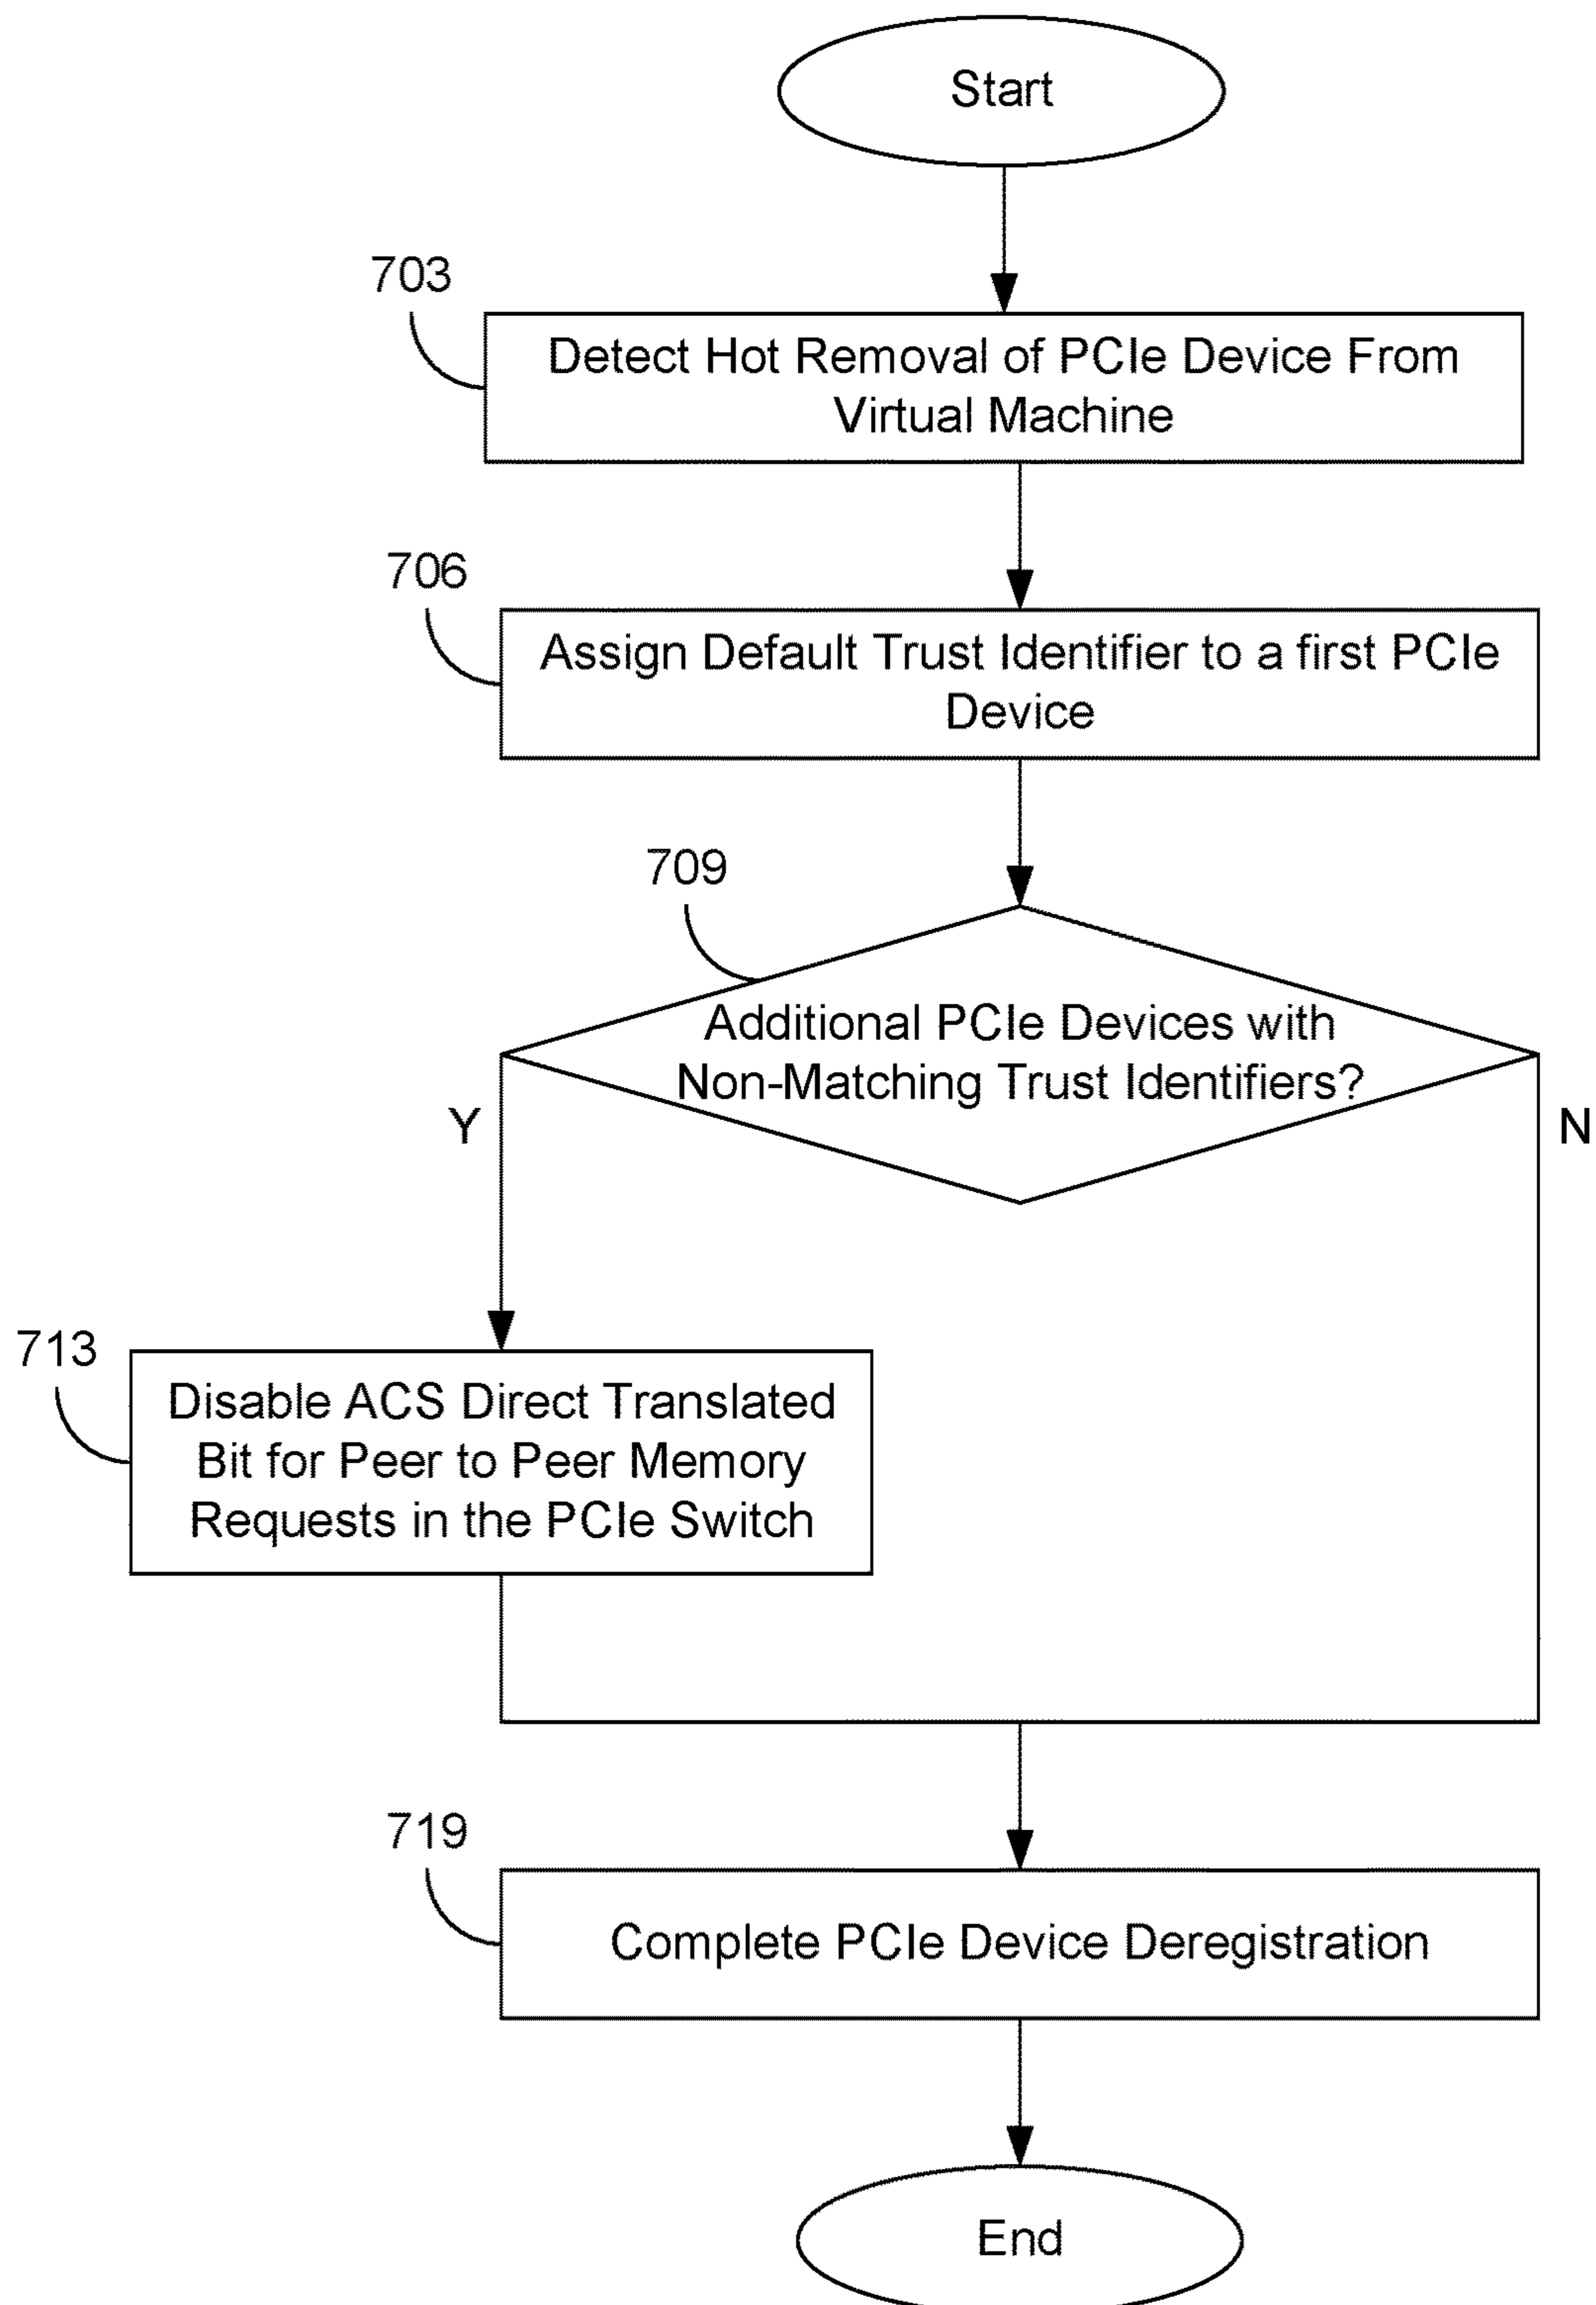 Start
703
Detect Hot Removal of PCIe Device From
Virtual Machine
706
Assign Default Trust Identifier to a first PCIe
Device
709
Additional PCIe Devices with
Non-Matching Trust Identifiers?
Y
N
713
Disable ACS Direct Translated
Bit for Peer to Peer Memory
Requests in the PCIe Switch
719
Complete PCIe Device Deregistration
End